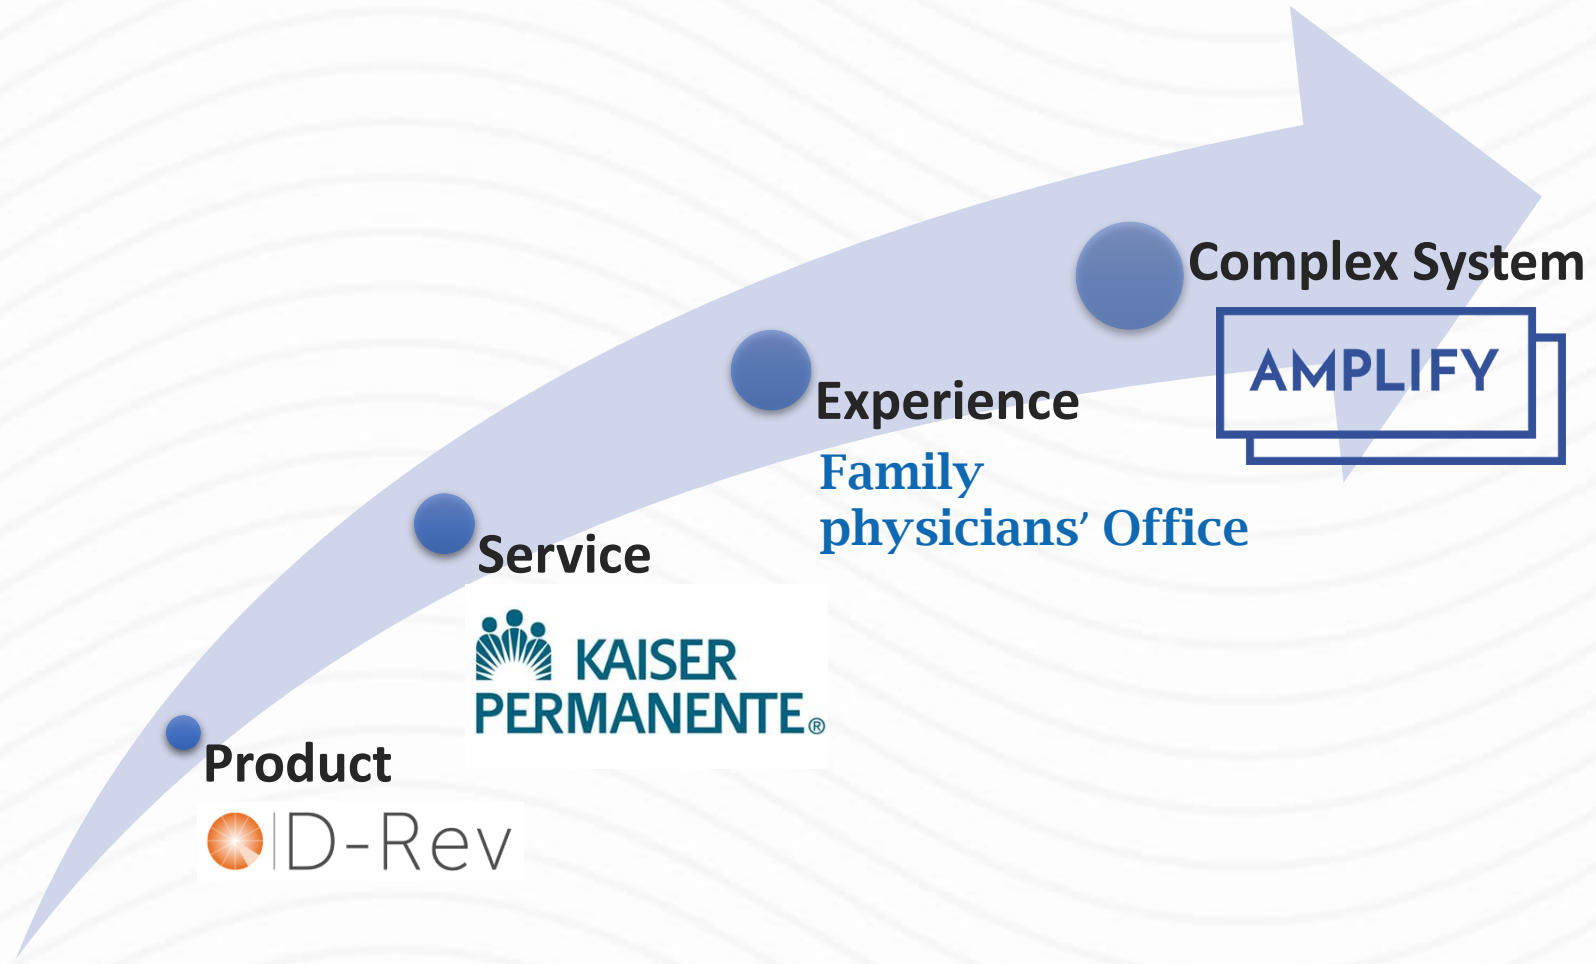 Complex System
AMPLIFY
Experience
Family
physicians’ Office
Service
KAISER
PERMANENTE®
Product
D-Rev